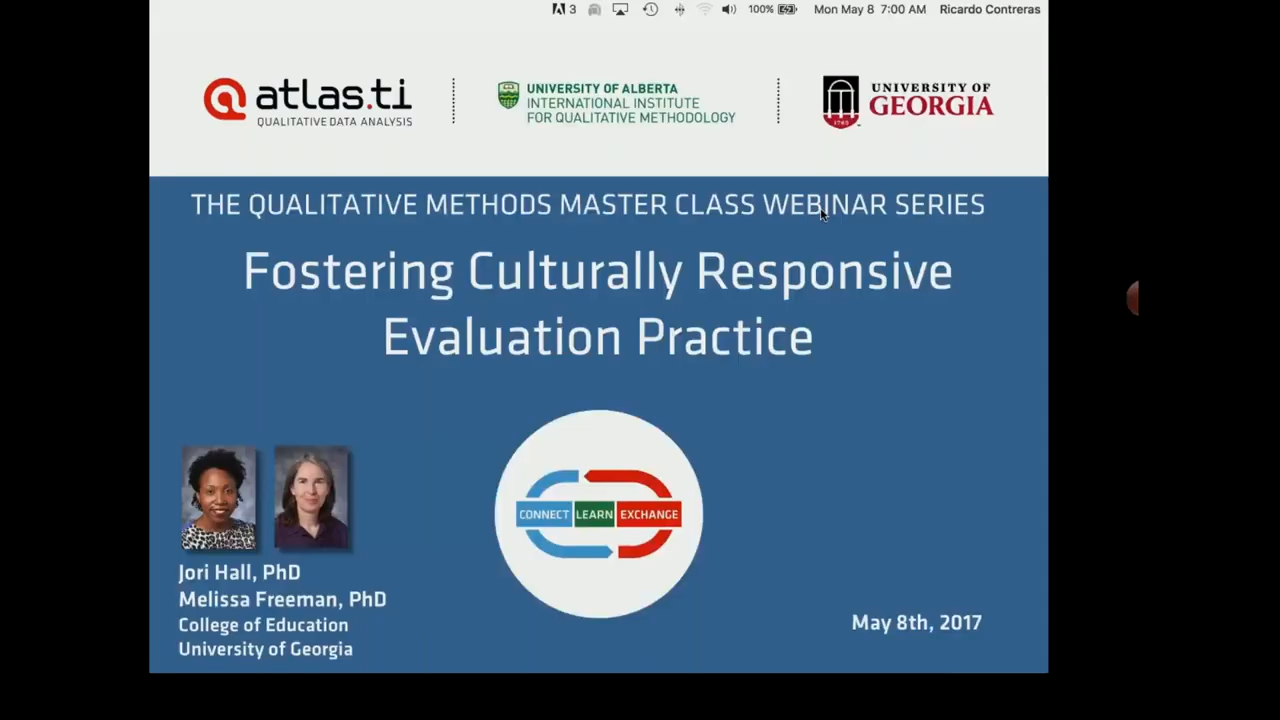 3 100% Mon May 8 7:00 AM Ricardo Contreras
atlas.ti
QUALITATIVE DATA ANALYSIS
UNIVERSITY OF ALBERTA
INTERNATIONAL INSTITUTE
FOR QUALITATIVE METHODOLOGY
UNIVERSITY OF
GEORGIA
1785
THE QUALITATIVE METHODS MASTER CLASS WEBINAR SERIES
Fostering Culturally Responsive
Evaluation Practice
CONNECT LEARN EXCHANGE
Jori Hall, PhD
Melissa Freeman, PhD
College of Education
University of Georgia
May 8th, 2017